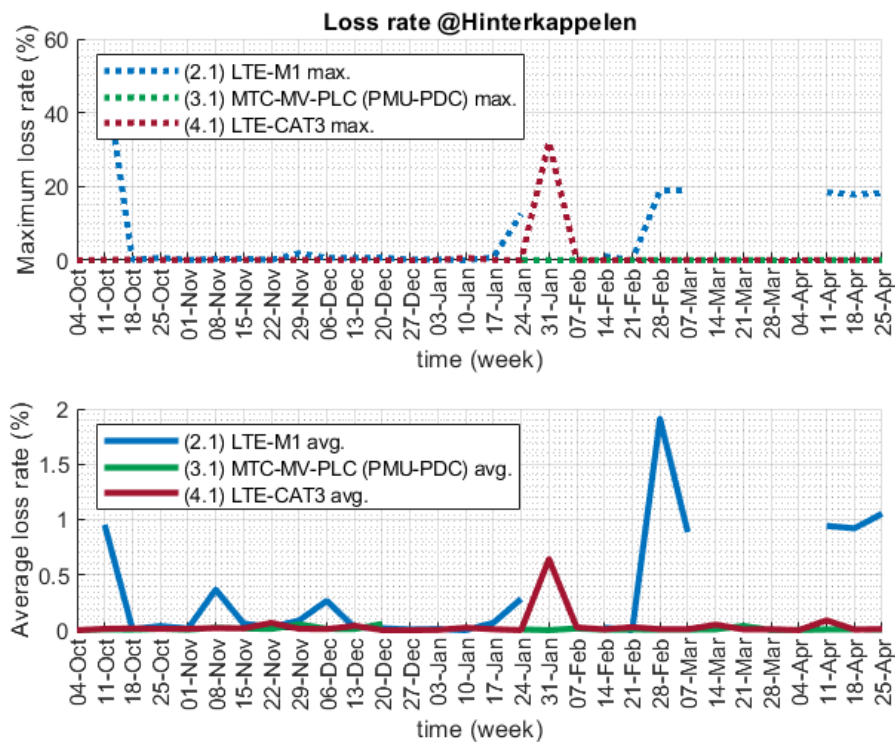 Loss rate @Hinterkappelen
Maximum loss rate (%)
60
40
20
0
(2.1) LTE-M1 max.
(3.1) MTC-MV-PLC (PMU-PDC) max.
(4.1) LTE-CAT3 max.
04-Oct
11-Oct
18-Oct
25-Oct
01-Nov
08-Nov
15-Nov
22-Nov
29-Nov
06-Dec
13-Dec
20-Dec
27-Dec
03-Jan
10-Jan
17-Jan
24-Jan
31-Jan
07-Feb
14-Feb
21-Feb
28-Feb
07-Mar
14-Mar
21-Mar
28-Mar
04-Apr
11-Apr
18-Apr
25-Apr
time (week)
Average loss rate (%)
2
1.5
1
0.5
0
(2.1) LTE-M1 avg.
(3.1) MTC-MV-PLC (PMU-PDC) avg.
(4.1) LTE-CAT3 avg.
04-Oct
11-Oct
18-Oct
25-Oct
01-Nov
08-Nov
15-Nov
22-Nov
29-Nov
06-Dec
13-Dec
20-Dec
27-Dec
03-Jan
10-Jan
17-Jan
24-Jan
31-Jan
07-Feb
14-Feb
21-Feb
28-Feb
07-Mar
14-Mar
21-Mar
28-Mar
04-Apr
11-Apr
18-Apr
25-Apr
time (week)